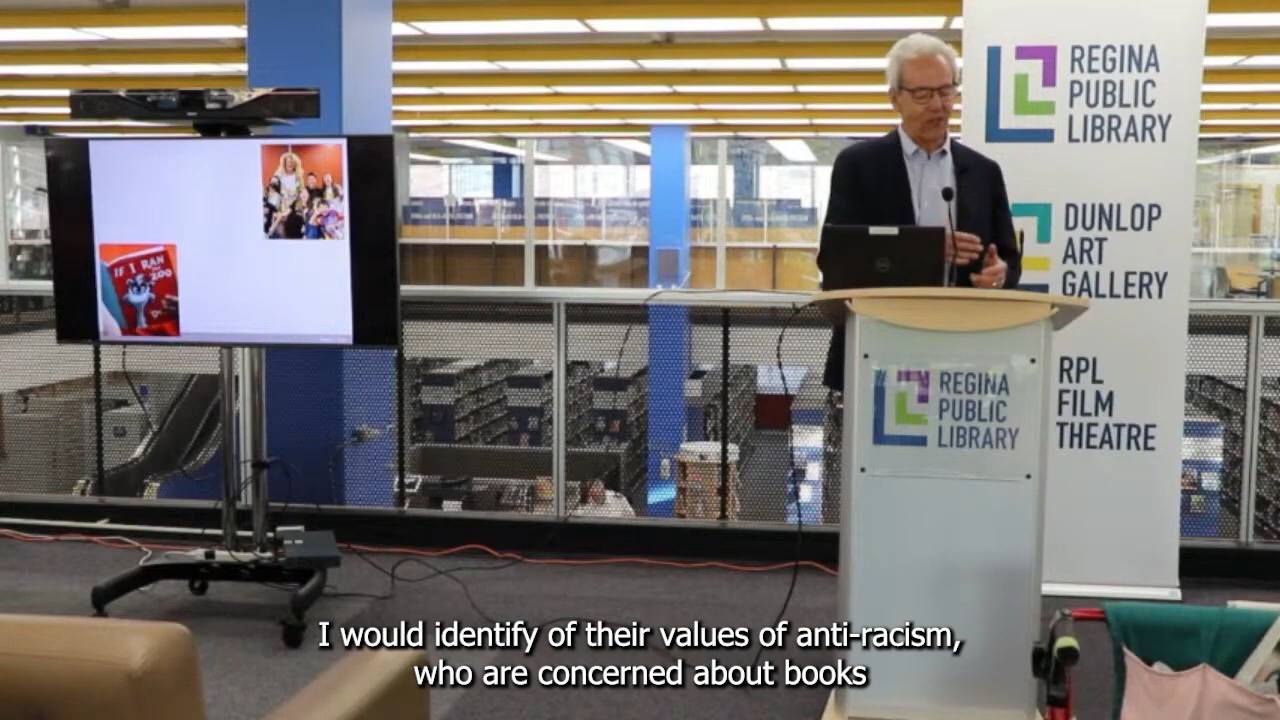 IF I RAN
the ZOO
REGINA
PUBLIC
LIBRARY
DUNLOP
ART
GALLERY
RPL
FILM
THEATRE
REGINA
PUBLIC
LIBRARY
I would identify of their values of anti-racism,
who are concerned about books